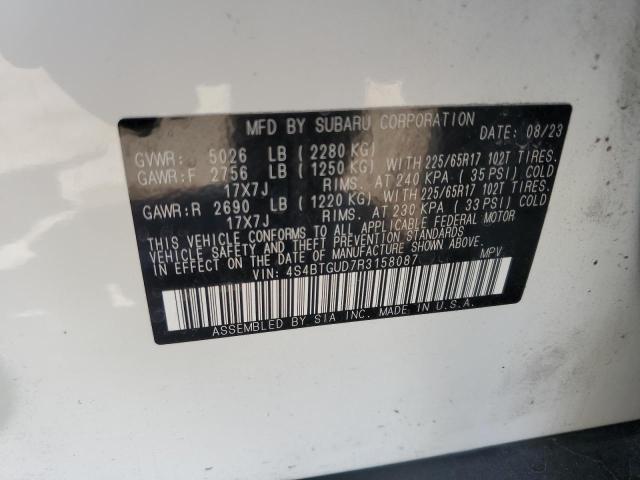 MFD BY SUBARU CORPORATION DATE: 08/23
GVWR: 5026 LB (2280 KG)
GAWR:F 2756 LB (1250 KG) WITH 225/65R17 102T TIRES.
17X7J RIMS. AT 240 KPA (35 PSI) COLD
GAWR:R 2690 LB (1220 KG) WITH 225/65R17 102T TIRES.
17X7J RIMS. AT 230 KPA (33 PSI) COLD
THIS VEHICLE CONFORMS TO ALL APPLICABLE FEDERAL MOTOR
VEHICLE SAFETY AND THEFT PREVENTION STANDARDS IN EFFECT
ON THE DATE OF MANUFACTURE SHOWN ABOVE.
VIN: 4S4BTGUD7R3158087 MPV
ASSEMBLED BY SIA INC. MADE IN U.S.A.